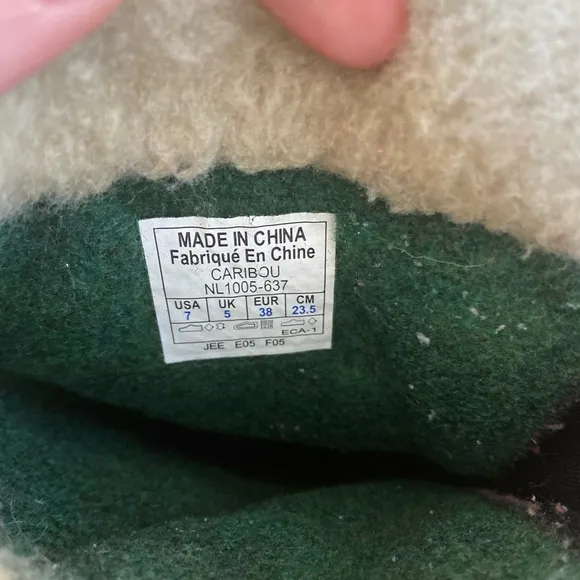 MADE IN CHINA
Fabriqué En Chine
CARIBOU
NL1005-637
USA UK EUR CM
7 5 38 23.5
ECA-1
JEE E05 F05